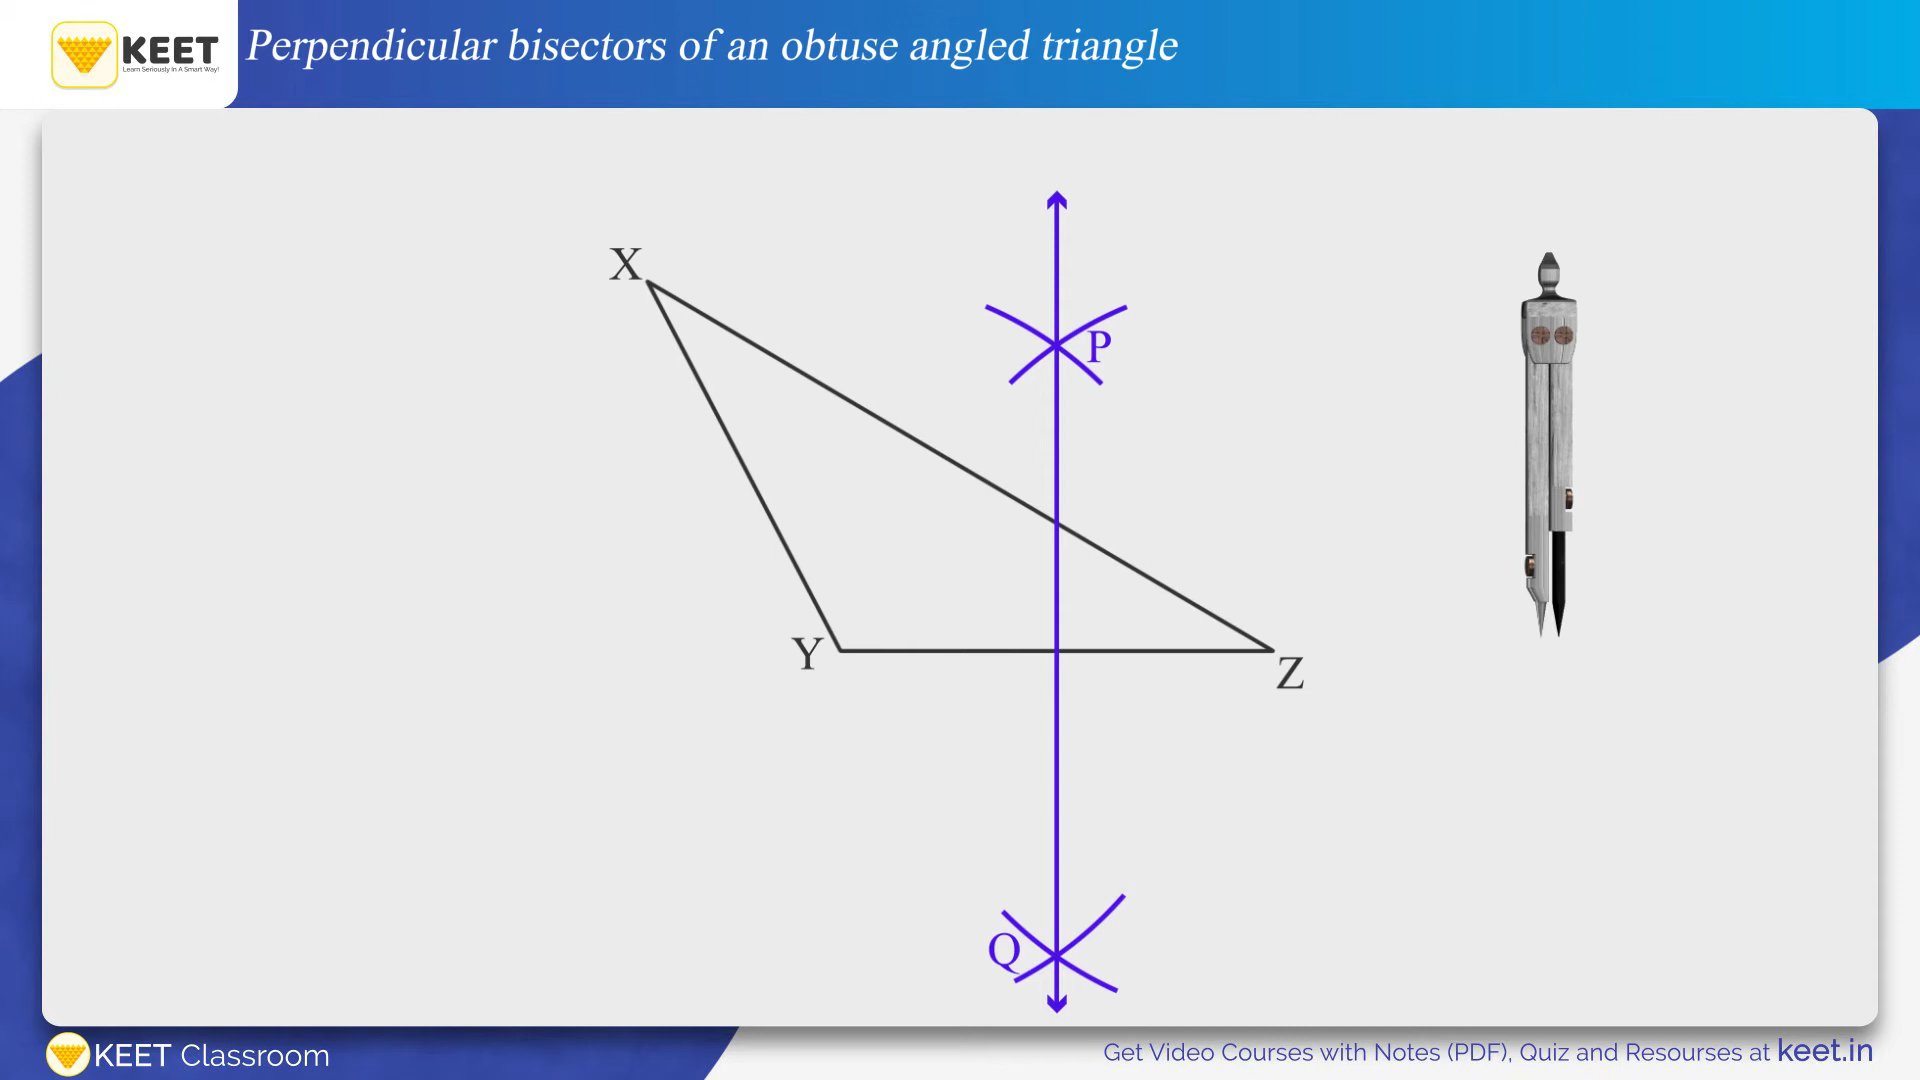 KEET
Learn Seriously In A Smart Way!
Perpendicular bisectors of an obtuse angled triangle
X
P
Y
Z
Q
KEET Classroom
Get Video Courses with Notes (PDF), Quiz and Resourses at keet.in